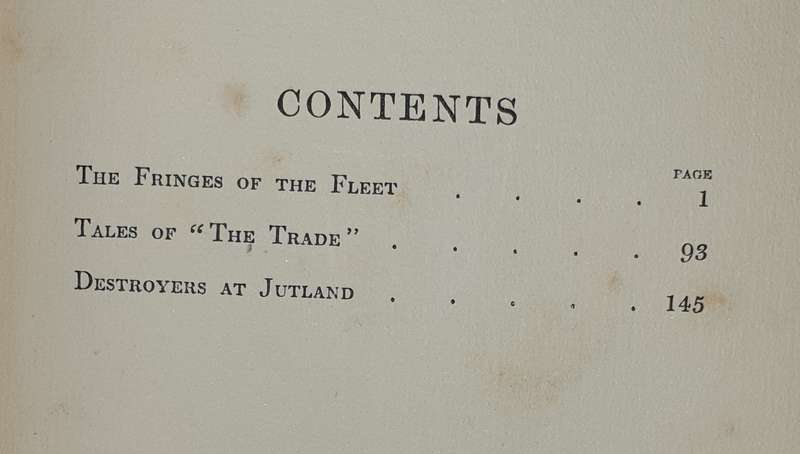 CONTENTS
PAGE
The Fringes of the Fleet . . . . 1
Tales of “The Trade” . . . . . 93
Destroyers at Jutland . . . . . 145